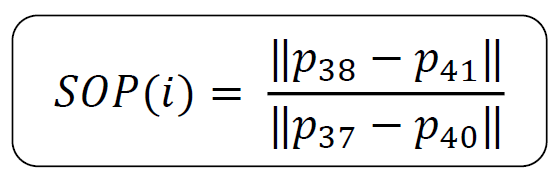 SOP(i) = ‖p₃₈ − p₄₁‖ / ‖p₃₇ − p₄₀‖